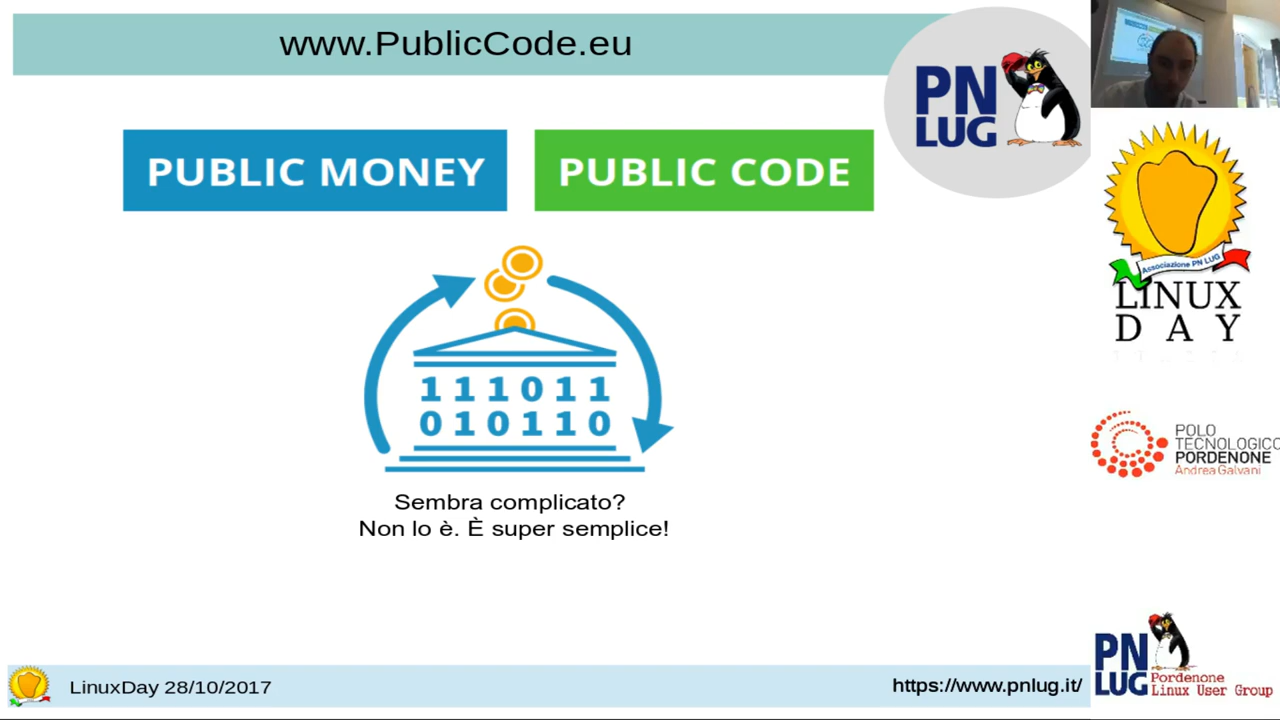 www.PublicCode.eu
PN
LUG
PUBLIC MONEY
PUBLIC CODE
111011
010110
Sembra complicato?
Non lo è. È super semplice!
LinuxDay 28/10/2017
https://www.pnlug.it/
Associazione PN LUG
LINUX
DAY
POLO
TECNOLOGICO
PORDENONE
Andrea Galvani
PN
LUG
Pordenone
Linux User Group